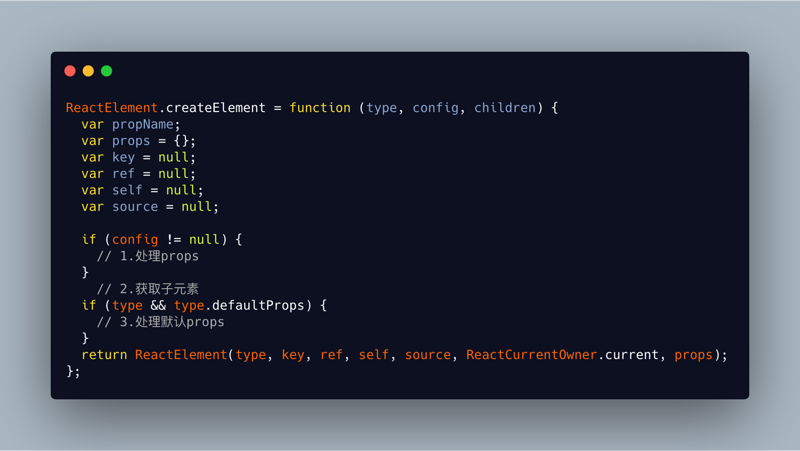 ReactElement.createElement = function (type, config, children) {
  var propName;
  var props = {};
  var key = null;
  var ref = null;
  var self = null;
  var source = null;

  if (config != null) {
    // 1.处理props
  }
    // 2.获取子元素
  if (type && type.defaultProps) {
    // 3.处理默认props
  }
  return ReactElement(type, key, ref, self, source, ReactCurrentOwner.current, props);
};